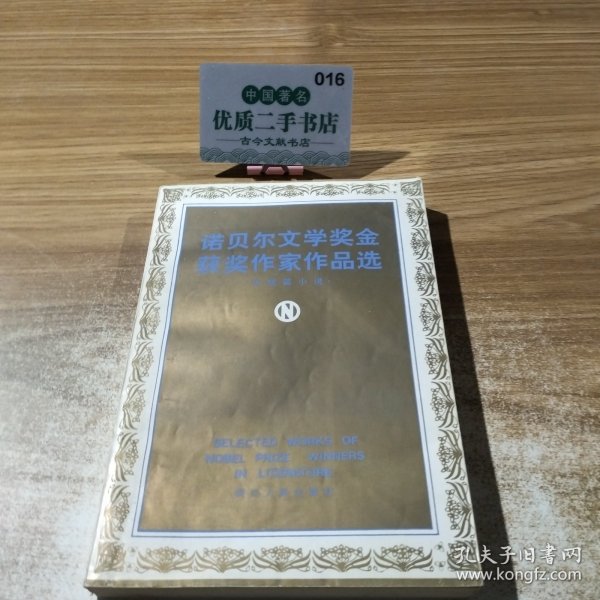 016
中国著名
优质二手书店
古今文献书店
诺贝尔文学奖金
获奖作家作品选
N
SELECTED WORKS OF
NOBEL PRIZE WINNERS
IN LITERATURE
孔夫子旧书网
www.kongfz.com